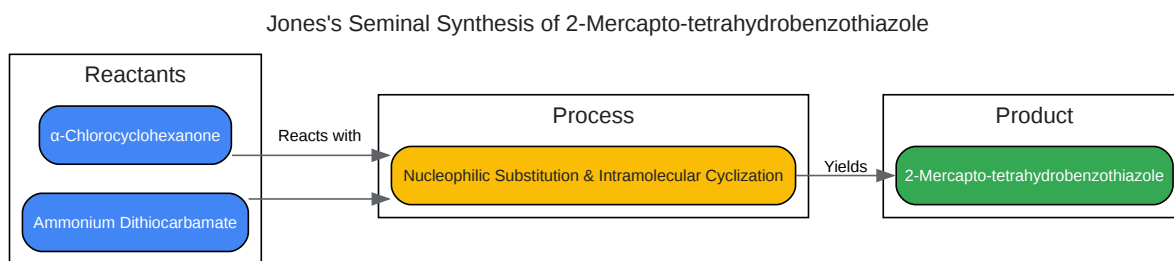 Jones's Seminal Synthesis of 2-Mercapto-tetrahydrobenzothiazole
Reactants
α-Chlorocyclohexanone
Ammonium Dithiocarbamate
Reacts with
Process
Nucleophilic Substitution & Intramolecular Cyclization
Yields
Product
2-Mercapto-tetrahydrobenzothiazole